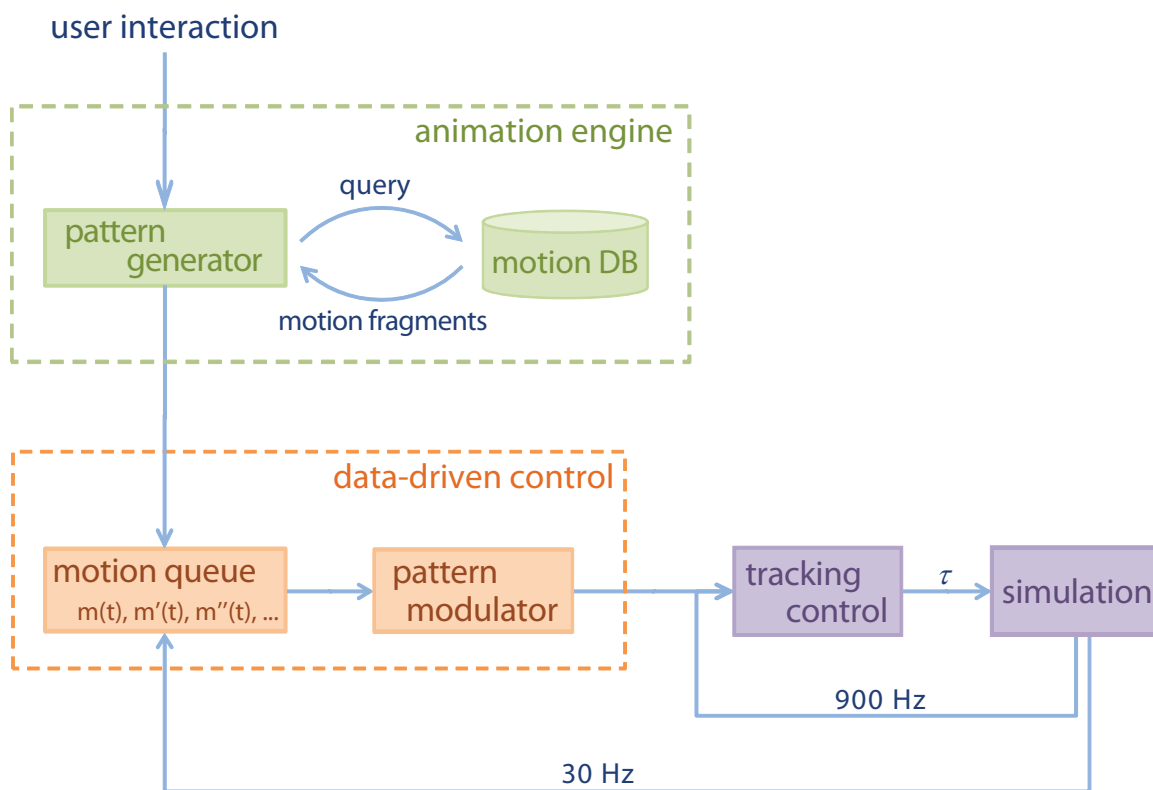 user interaction
animation engine
query
pattern
generator
motion DB
motion fragments
data-driven control
motion queue
m(t), m'(t), m''(t), ...
pattern
modulator
tracking
control
τ
simulation
900 Hz
30 Hz